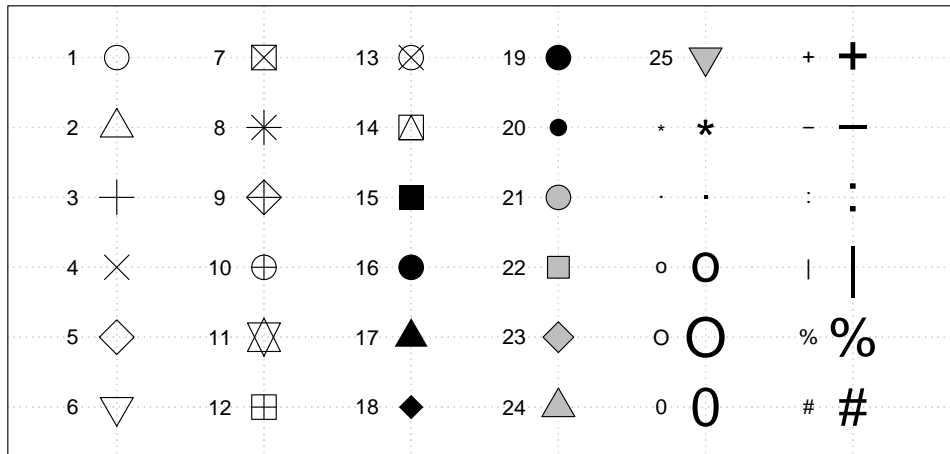 1 7 13 19 25 + +
2 8 14 20 * * - -
3 9 15 21 . . : :
4 10 16 22 o o | |
5 11 17 23 O O % %
6 12 18 24 0 0 # #